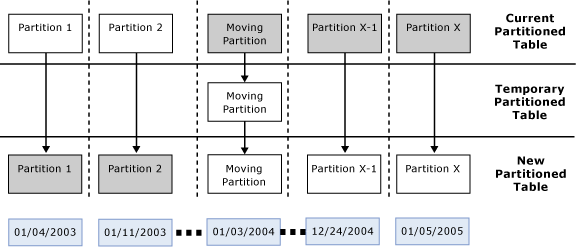 Partition 1
Partition 2
Moving
Partition
Partition X-1
Partition X
Current
Partitioned
Table
Moving
Partition
Temporary
Partitioned
Table
Partition 1
Partition 2
Moving
Partition
Partition X-1
Partition X
New
Partitioned
Table
01/04/2003
01/11/2003
01/03/2004
12/24/2004
01/05/2005